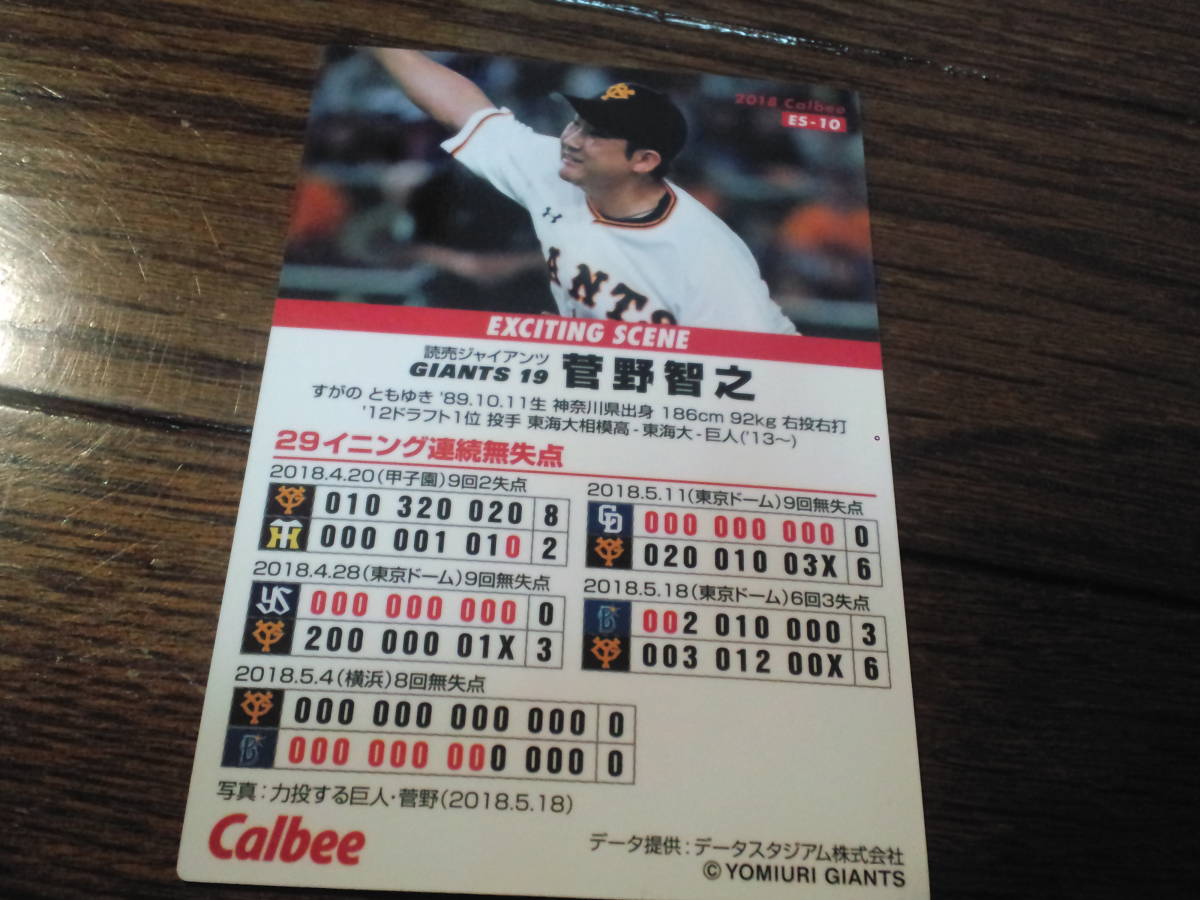 2018 Calbee
ES-10
ANTS
EXCITING SCENE
読売ジャイアンツ
GIANTS 19 菅野智之
すがの ともゆき '89.10.11生 神奈川県出身 186cm 92kg 右投右打
'12ドラフト1位 投手 東海大相模高-東海大-巨人('13～)
29イニング連続無失点
2018.4.20(甲子園)9回2失点
010 320 020 8
000 001 010 2
2018.4.28(東京ドーム)9回無失点
000 000 000 0
200 000 01X 3
2018.5.4(横浜)8回無失点
000 000 000 000 0
000 000 000 000 0
2018.5.11(東京ドーム)9回無失点
000 000 000 0
020 010 03X 6
2018.5.18(東京ドーム)6回3失点
002 010 000 3
003 012 00X 6
写真:力投する巨人・菅野(2018.5.18)
Calbee
データ提供:データスタジアム株式会社
©YOMIURI GIANTS